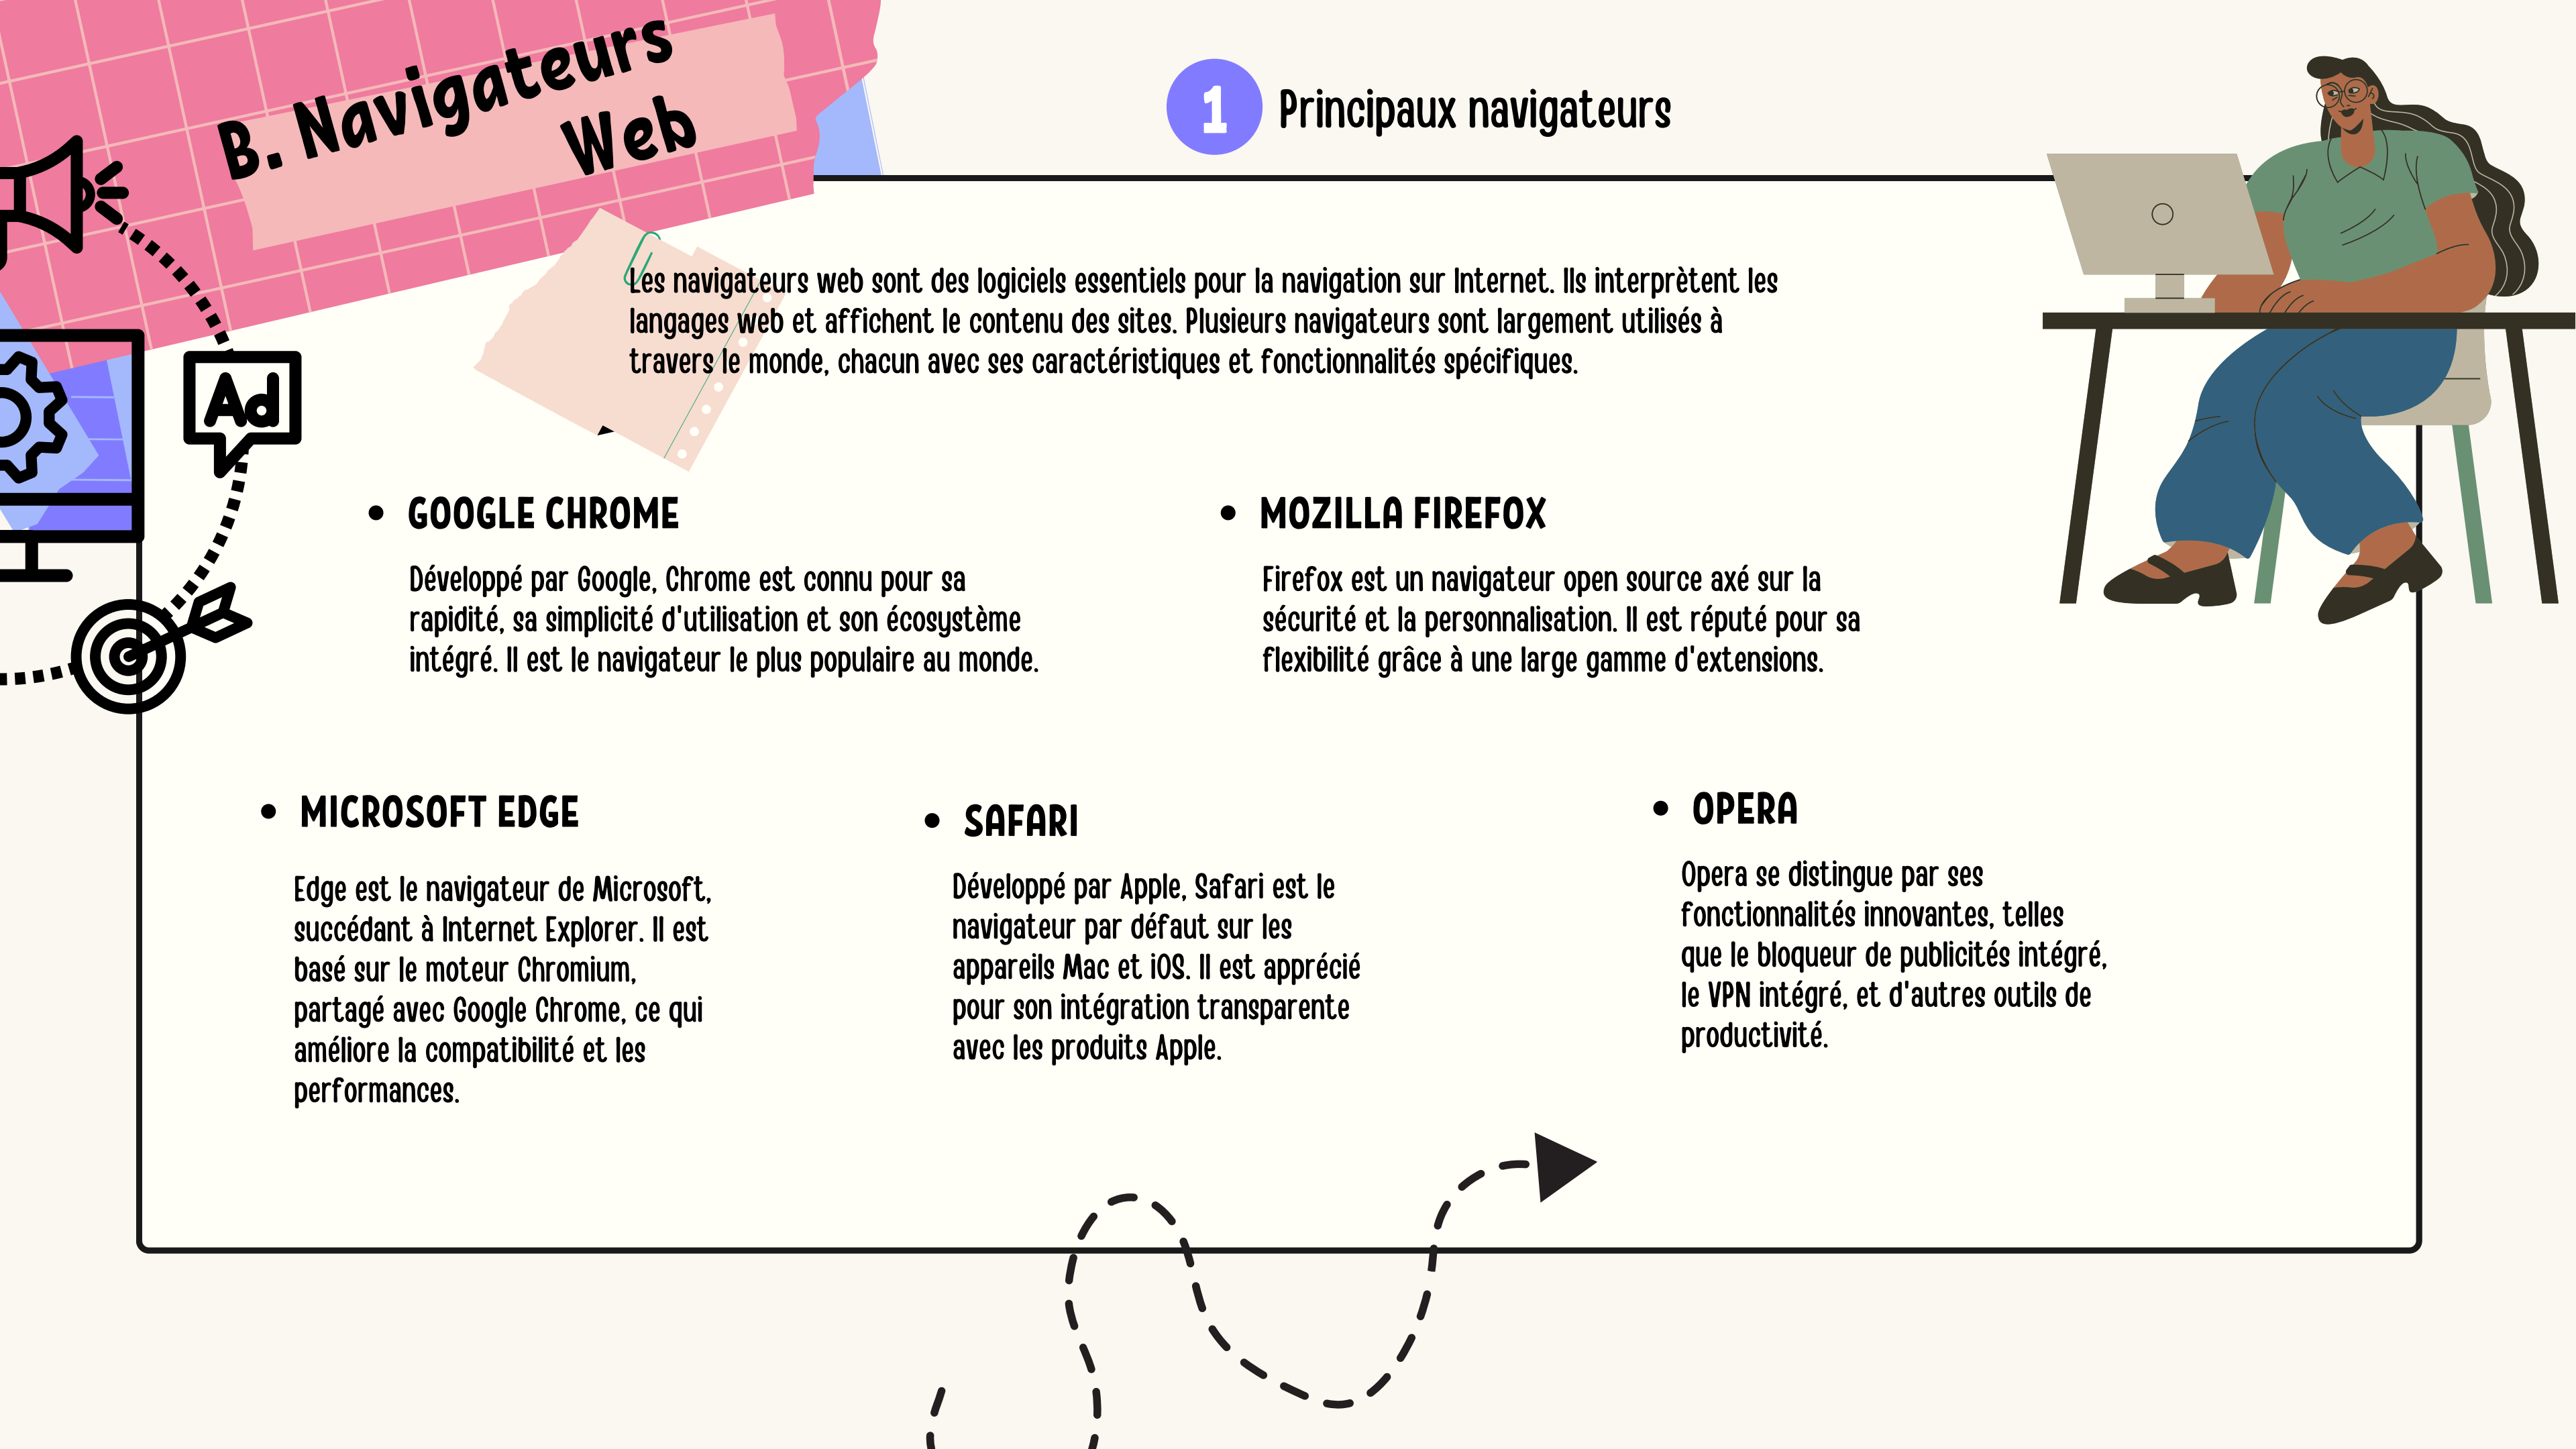 B. Navigateurs
Web
1 Principaux navigateurs
Ad
Les navigateurs web sont des logiciels essentiels pour la navigation sur Internet. Ils interprètent les
langages web et affichent le contenu des sites. Plusieurs navigateurs sont largement utilisés à
travers le monde, chacun avec ses caractéristiques et fonctionnalités spécifiques.
• GOOGLE CHROME
Développé par Google, Chrome est connu pour sa
rapidité, sa simplicité d'utilisation et son écosystème
intégré. Il est le navigateur le plus populaire au monde.
• MOZILLA FIREFOX
Firefox est un navigateur open source axé sur la
sécurité et la personnalisation. Il est réputé pour sa
flexibilité grâce à une large gamme d'extensions.
• MICROSOFT EDGE
Edge est le navigateur de Microsoft,
succédant à Internet Explorer. Il est
basé sur le moteur Chromium,
partagé avec Google Chrome, ce qui
améliore la compatibilité et les
performances.
• SAFARI
Développé par Apple, Safari est le
navigateur par défaut sur les
appareils Mac et iOS. Il est apprécié
pour son intégration transparente
avec les produits Apple.
• OPERA
Opera se distingue par ses
fonctionnalités innovantes, telles
que le bloqueur de publicités intégré,
le VPN intégré, et d'autres outils de
productivité.